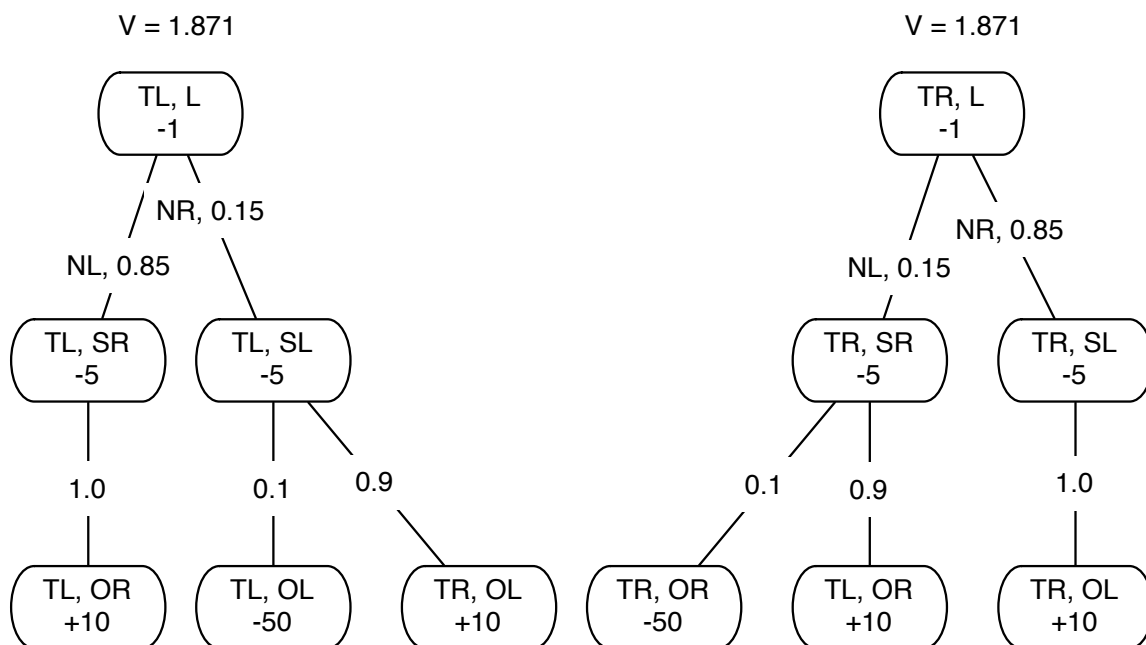 V = 1.871
V = 1.871
TL, L
-1
TR, L
-1
NR, 0.15
NL, 0.85
NR, 0.85
NL, 0.15
TL, SR
-5
TL, SL
-5
TR, SR
-5
TR, SL
-5
1.0
0.1
0.9
0.1
0.9
1.0
TL, OR
+10
TL, OL
-50
TR, OL
+10
TR, OR
-50
TL, OR
+10
TR, OL
+10